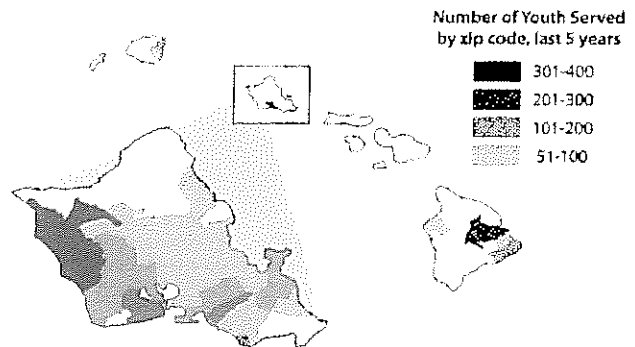 Number of Youth Served
by zip code, last 5 years
301-400
201-300
101-200
51-100